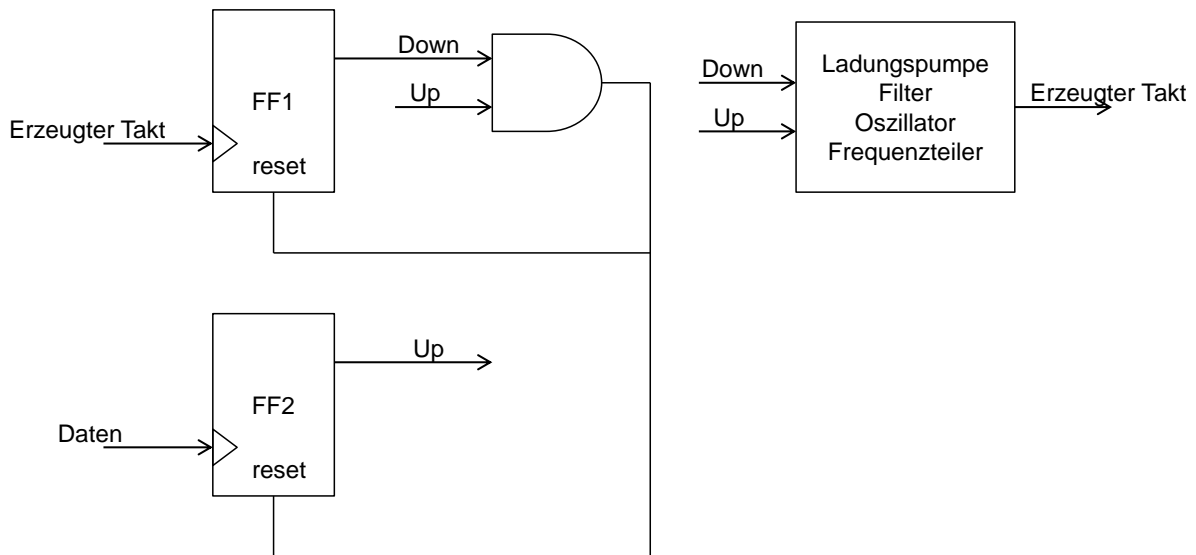 Down
Up
FF1
Erzeugter Takt
reset
Down
Up
Ladungspumpe
Filter
Oszillator
Frequenzteiler
Erzeugter Takt
Up
FF2
Daten
reset